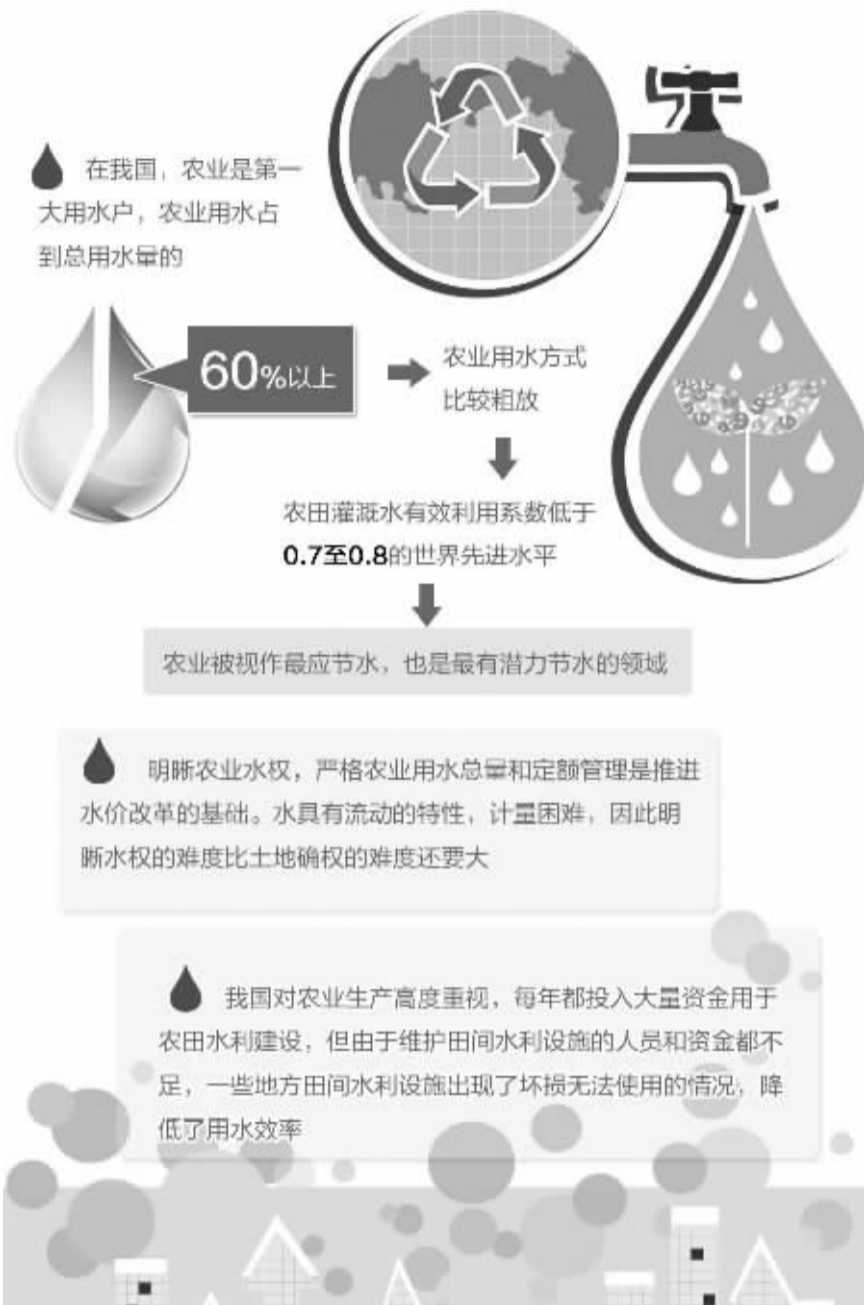 在我国，农业是第一
大用水户，农业用水占
到总用水量的
60%以上
农业用水方式
比较粗放
农田灌溉水有效利用系数低于
0.7至0.8的世界先进水平
农业被视作最应节水，也是最有潜力节水的领域
明晰农业水权，严格农业用水总量和定额管理是推进
水价改革的基础。水具有流动的特性，计量困难，因此明
晰水权的难度比土地确权的难度还要大
我国对农业生产高度重视，每年都投入大量资金用于
农田水利建设，但由于维护田间水利设施的人员和资金都不
足，一些地方田间水利设施出现了坏损无法使用的情况，降
低了用水效率